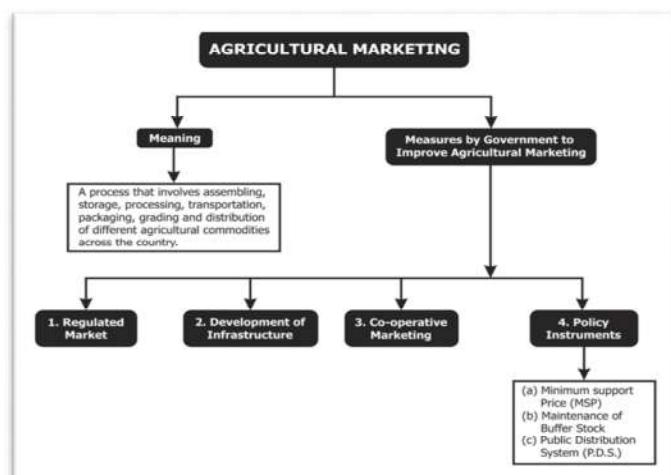 AGRICULTURAL MARKETING
Meaning
Measures by Government to
Improve Agricultural Marketing
A process that involves assembling,
storage, processing, transportation,
packaging, grading and distribution
of different agricultural commodities
across the country.
1. Regulated
Market
2. Development of
Infrastructure
3. Co-operative
Marketing
4. Policy
Instruments
(a) Minimum support
Price (MSP)
(b) Maintenance of
Buffer Stock
(c) Public Distribution
System (P.D.S.)